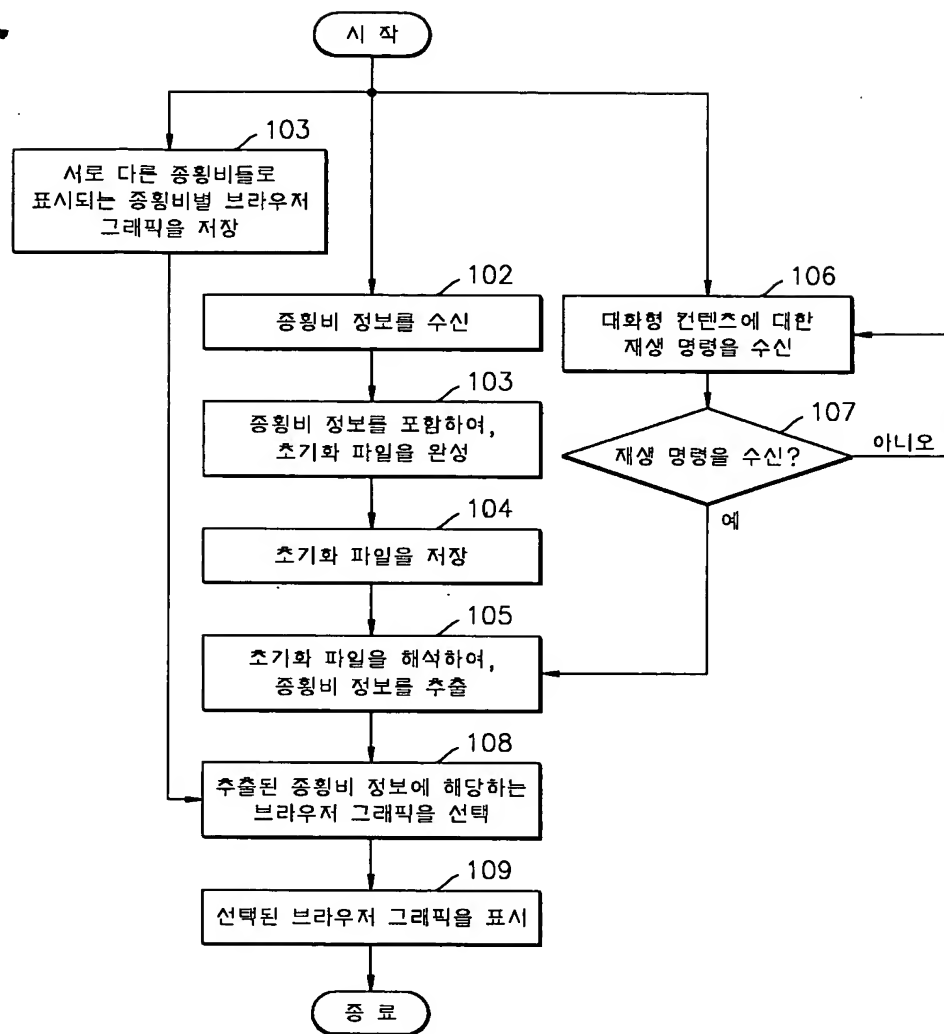 시 작
103
서로 다른 종횡비들로
표시되는 종횡비별 브라우저
그래픽을 저장
102
종횡비 정보를 수신
106
대화형 컨텐츠에 대한
재생 명령을 수신
103
종횡비 정보를 포함하여,
초기화 파일을 완성
107
재생 명령을 수신?
아니오
예
104
초기화 파일을 저장
105
초기화 파일을 해석하여,
종횡비 정보를 추출
108
추출된 종횡비 정보에 해당하는
브라우저 그래픽을 선택
109
선택된 브라우저 그래픽을 표시
종 료